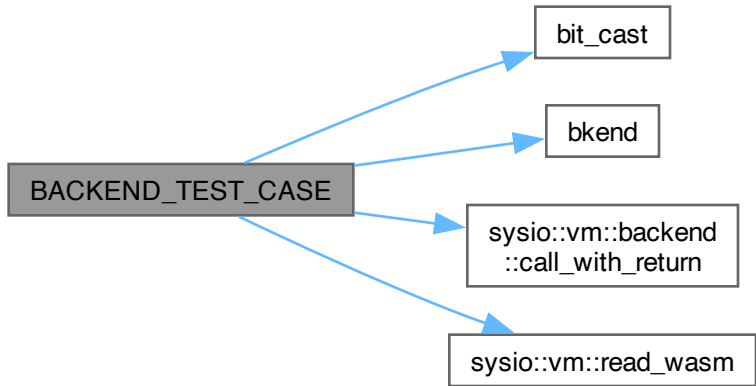 bit_cast
bkend
BACKEND_TEST_CASE
sysio::vm::backend
::call_with_return
sysio::vm::read_wasm